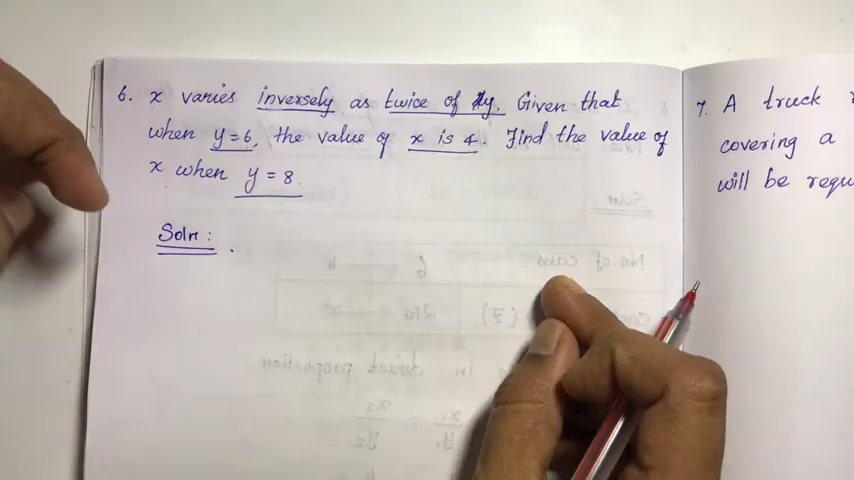 6. x varies inversely as twice of y. Given that
when y=6, the value of x is 4. Find the value of
x when y = 8.
Soln:
7. A truck
covering a
will be requ